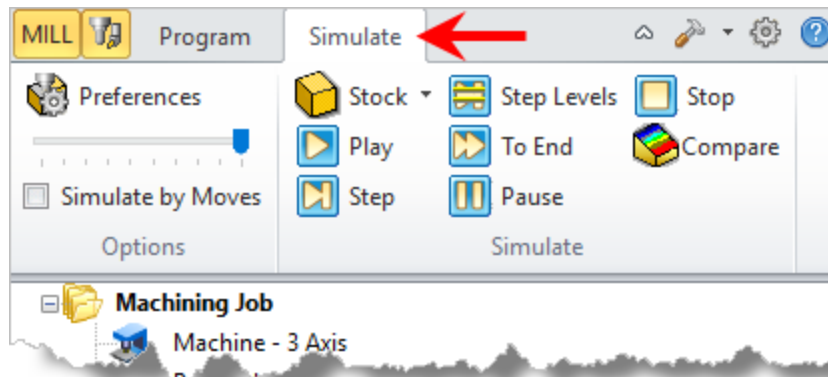 MILL Program Simulate
Preferences Stock Step Levels Stop
Play To End Compare
Simulate by Moves Step Pause
Options Simulate
Machining Job
Machine - 3 Axis